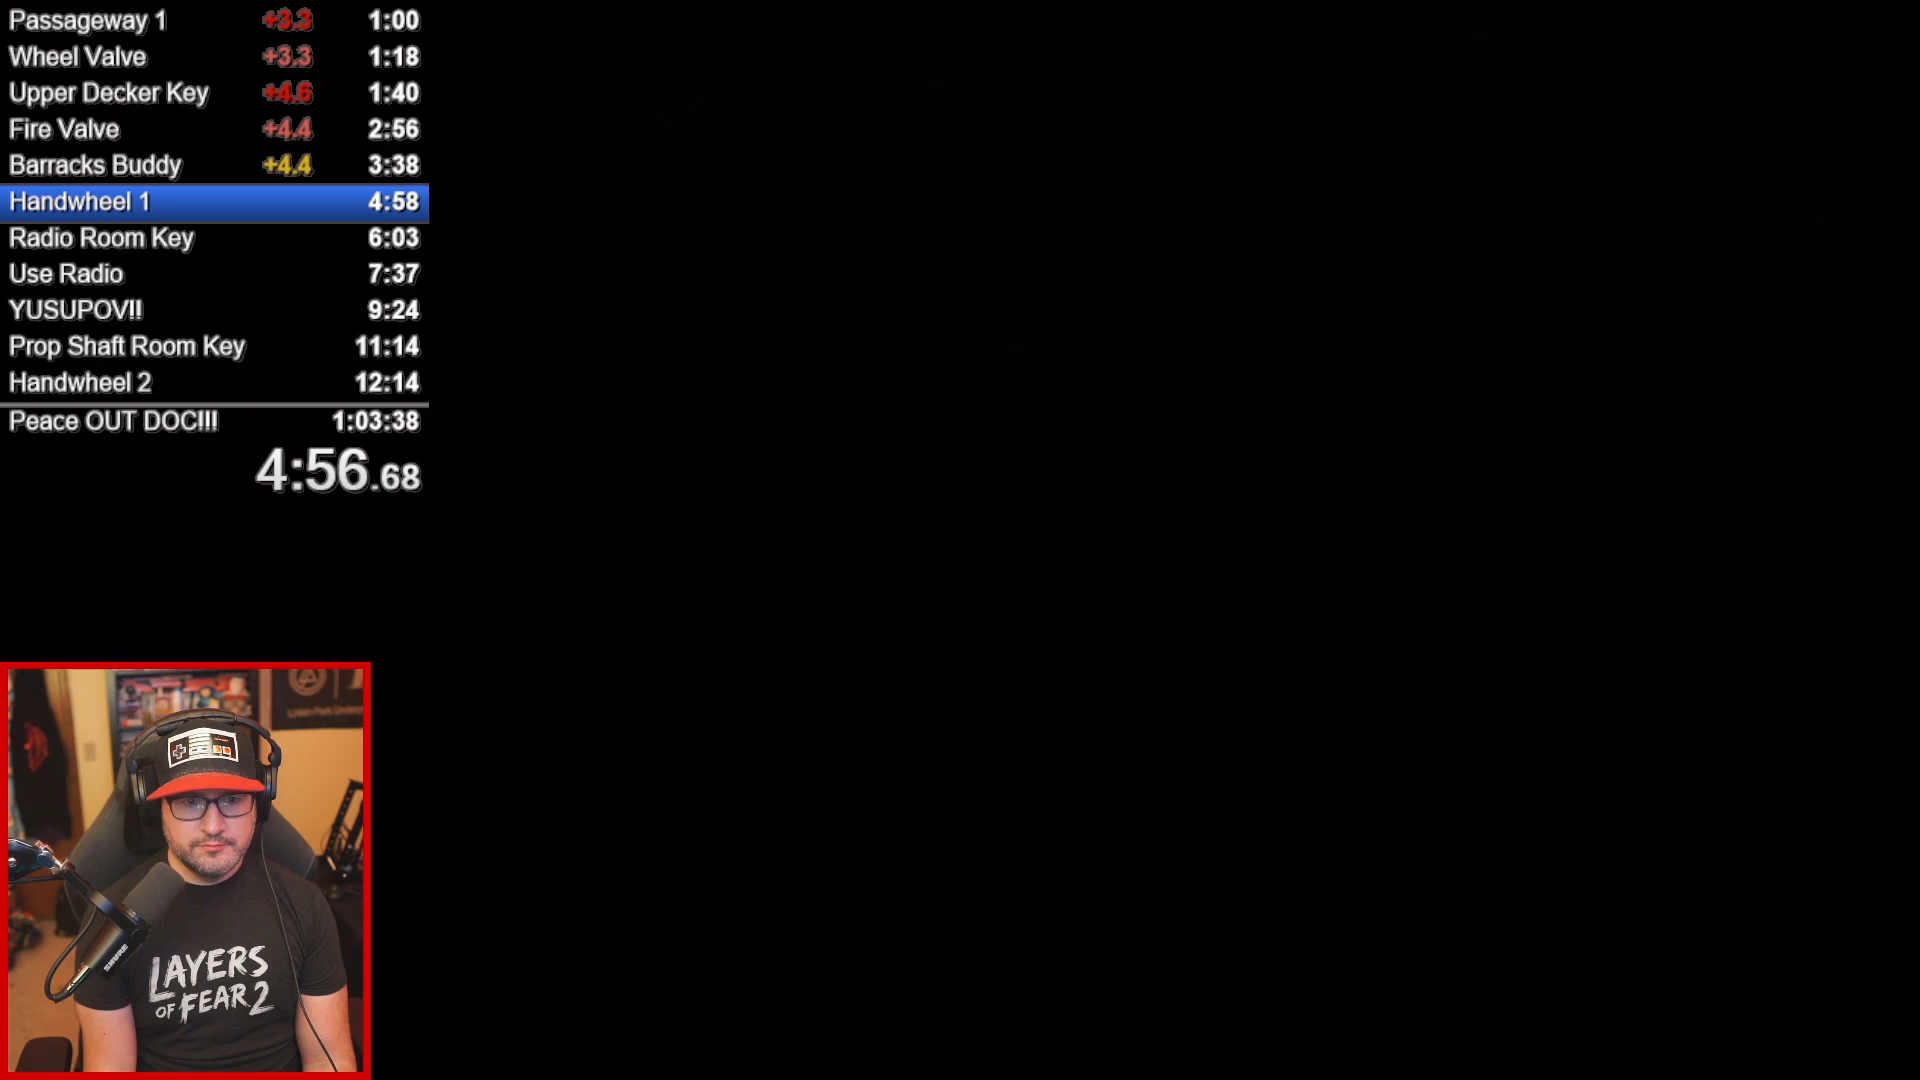 Passageway 1 +3.3 1:00
Wheel Valve +3.3 1:18
Upper Decker Key +4.6 1:40
Fire Valve +4.4 2:56
Barracks Buddy +4.4 3:38
Handwheel 1 4:58
Radio Room Key 6:03
Use Radio 7:37
YUSUPOV!! 9:24
Prop Shaft Room Key 11:14
Handwheel 2 12:14
Peace OUT DOC!!! 1:03:38
4:56.68
SHURE
LAYERS
OF FEAR 2